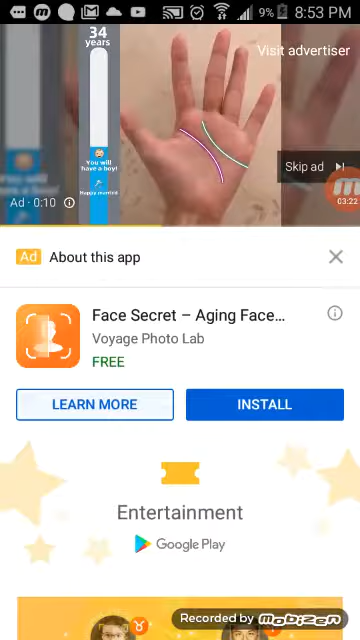 9% 8:53 PM
34
years
Visit advertiser
You will
have a boy!
Happy married
Skip ad
Ad · 0:10
03:22
Ad About this app
Face Secret – Aging Face...
Voyage Photo Lab
FREE
LEARN MORE
INSTALL
Entertainment
Google Play
Recorded by MOBIZEN